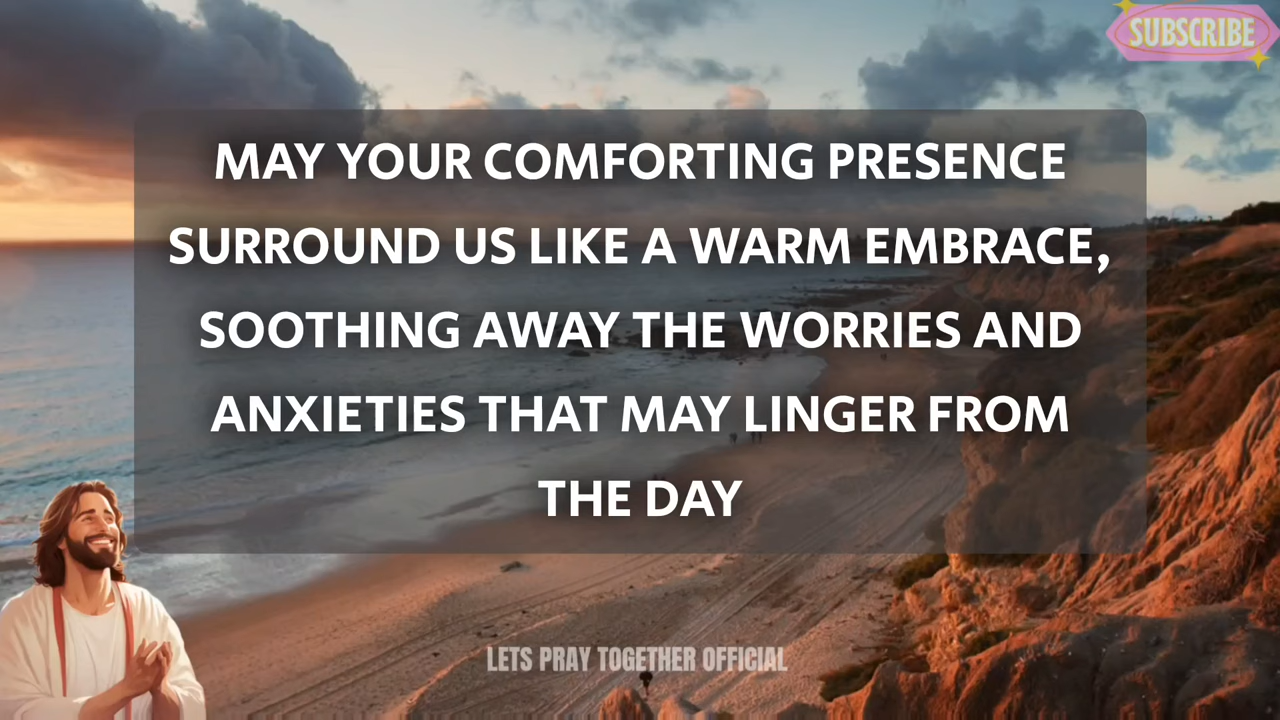 SUBSCRIBE
MAY YOUR COMFORTING PRESENCE
SURROUND US LIKE A WARM EMBRACE,
SOOTHING AWAY THE WORRIES AND
ANXIETIES THAT MAY LINGER FROM
THE DAY
LETS PRAY TOGETHER OFFICIAL